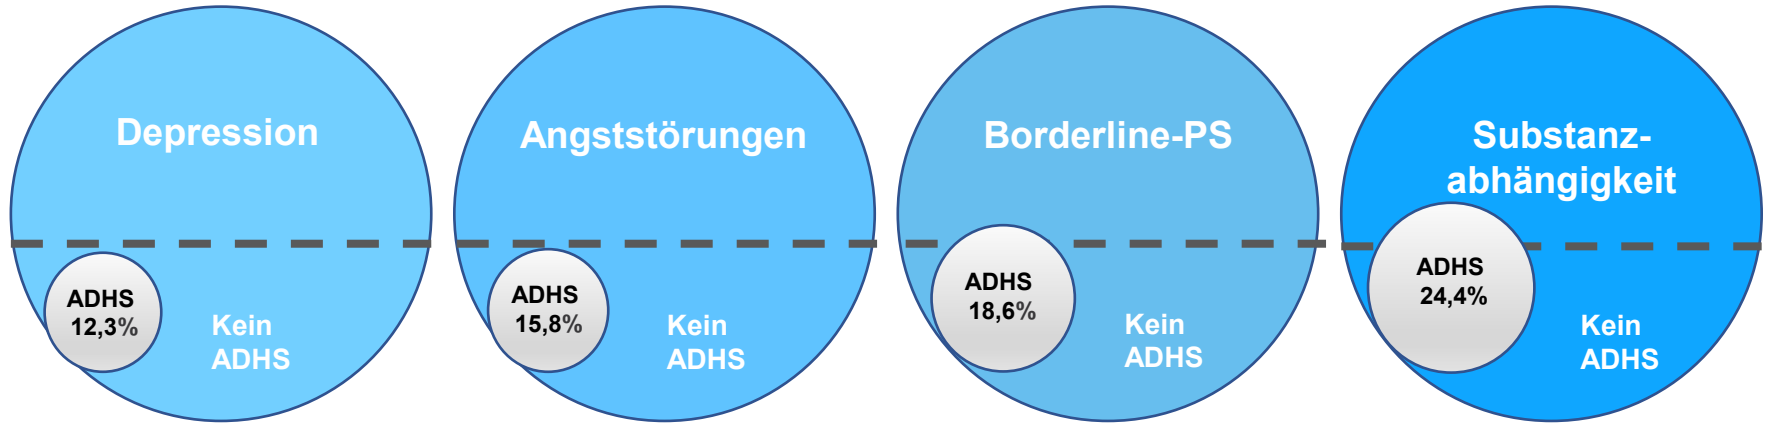 Depression
ADHS
12,3%
Kein
ADHS
Angststörungen
ADHS
15,8%
Kein
ADHS
Borderline-PS
ADHS
18,6%
Kein
ADHS
Substanz-
abhängigkeit
ADHS
24,4%
Kein
ADHS